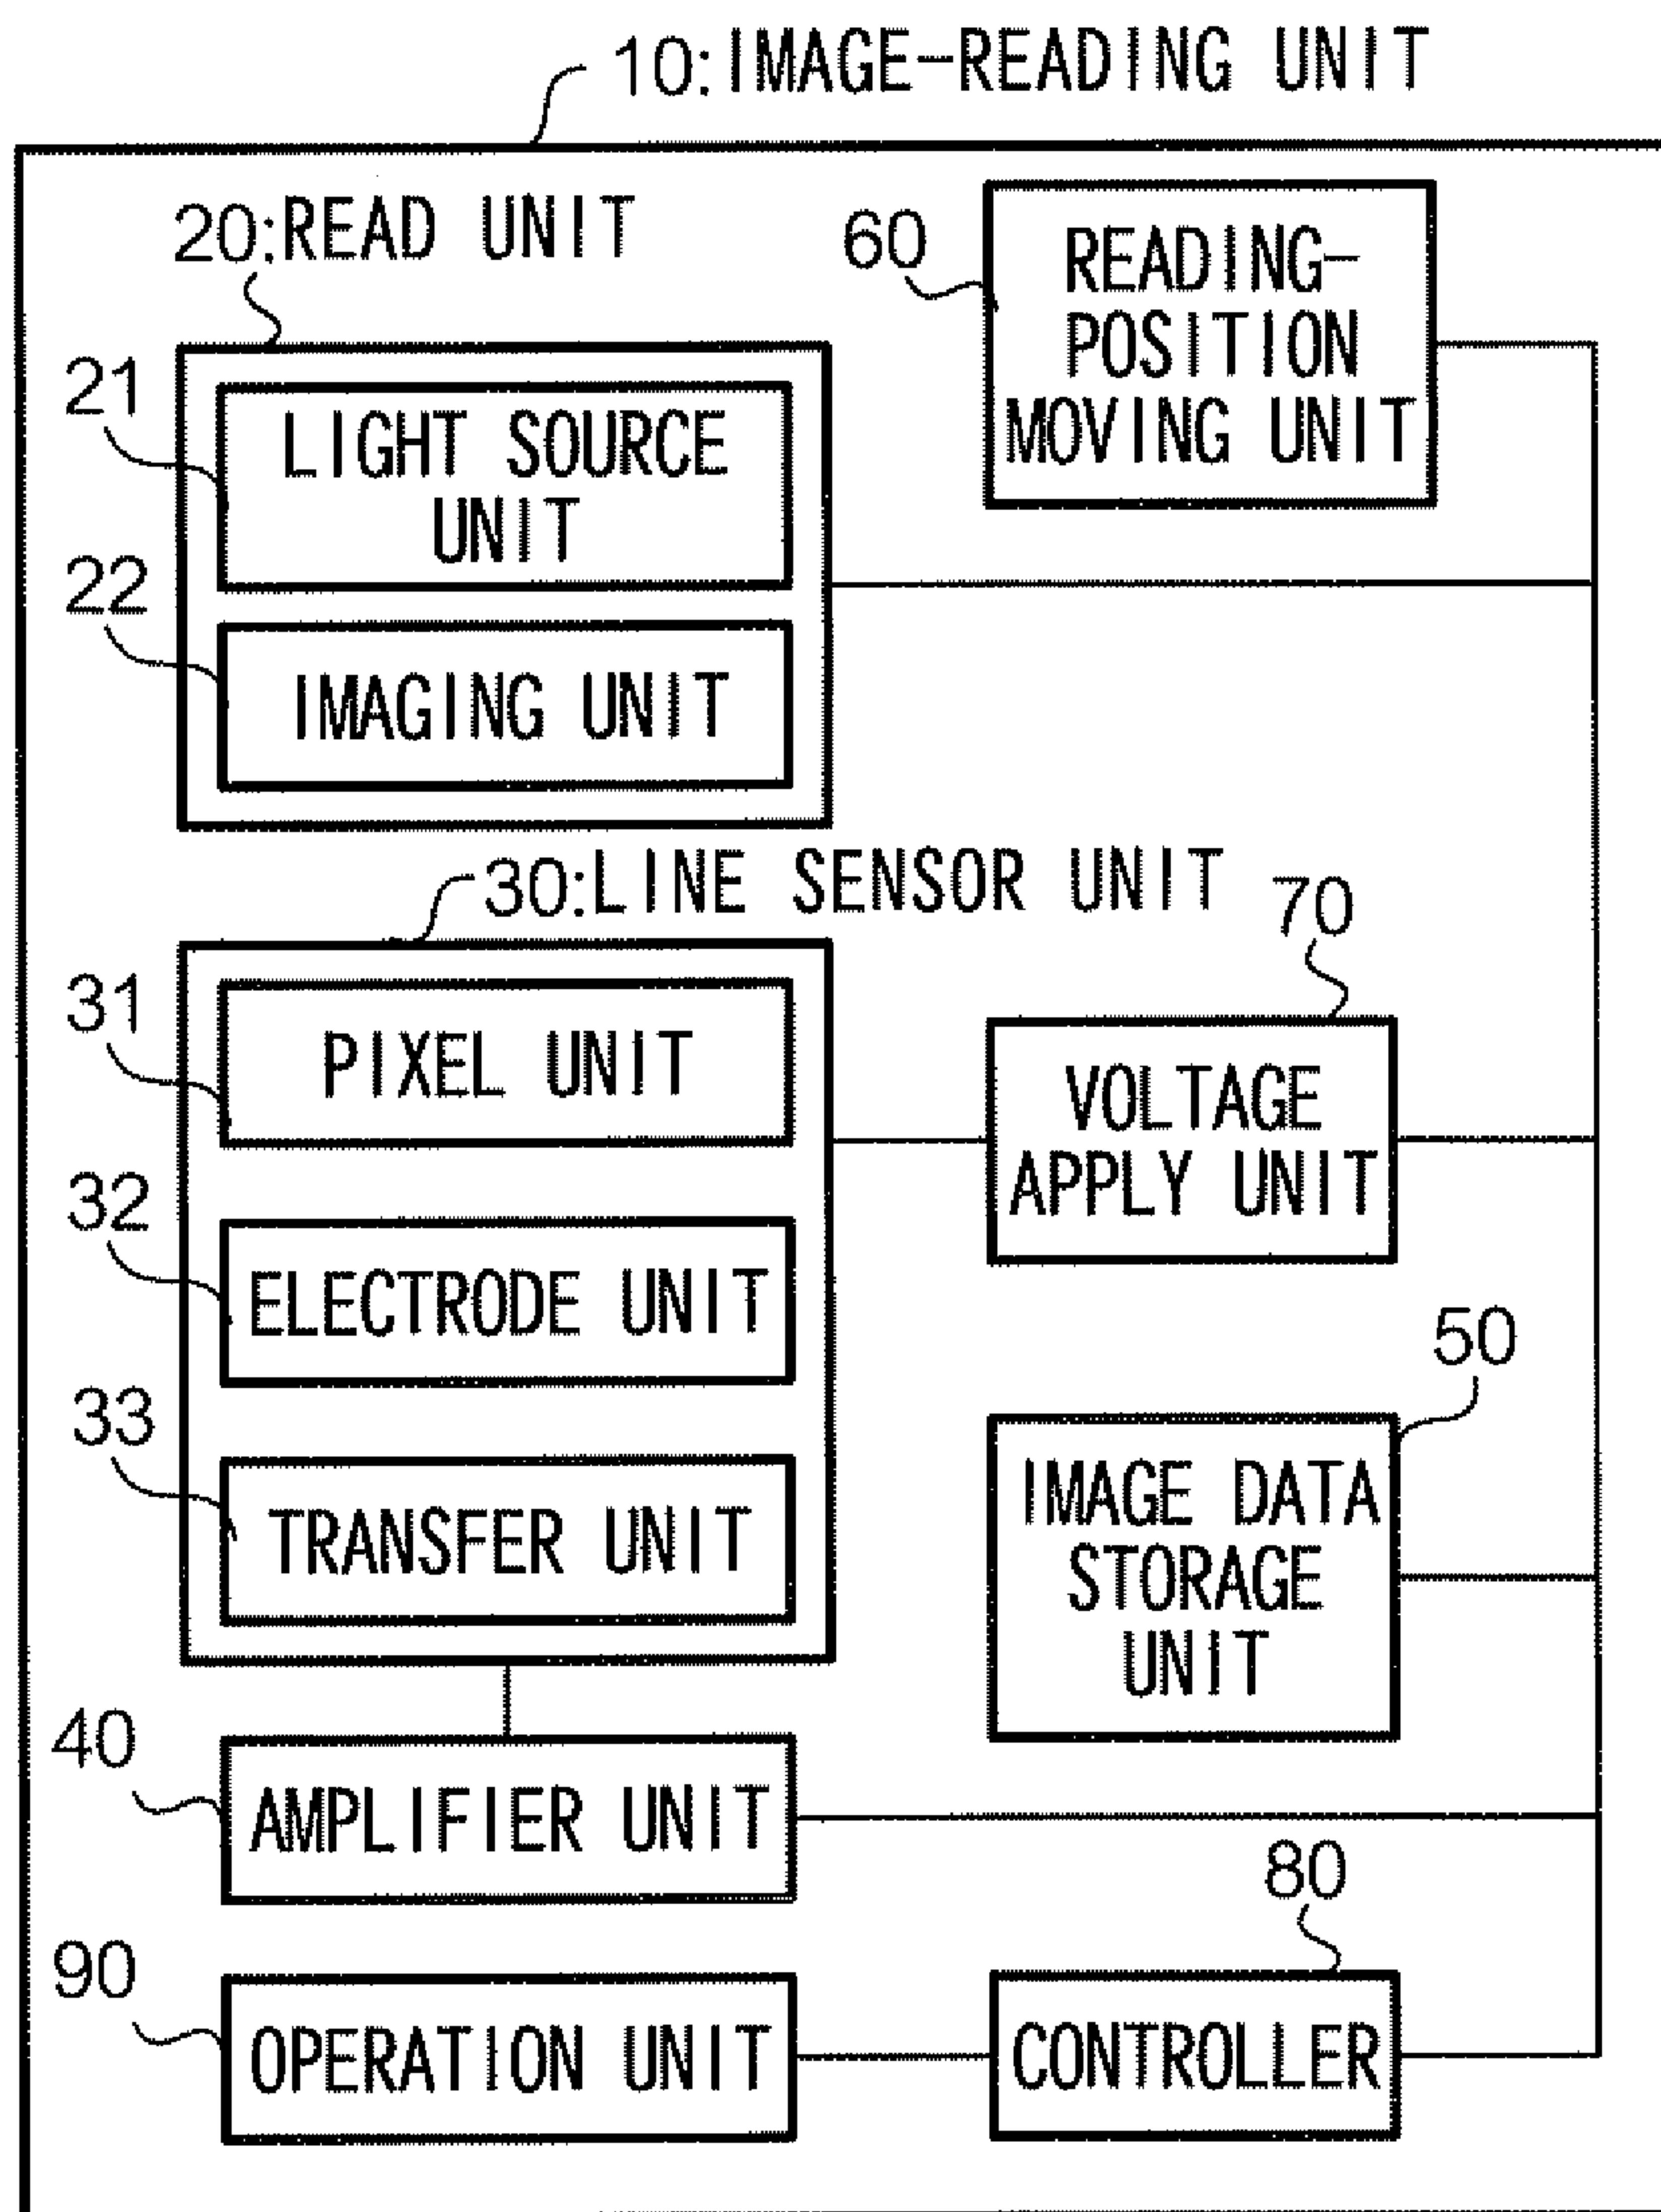 10: IMAGE-READING UNIT
20: READ UNIT
21
LIGHT SOURCE
UNIT
22
IMAGING UNIT
60
READING-
POSITION
MOVING UNIT
30: LINE SENSOR UNIT
31
PIXEL UNIT
32
ELECTRODE UNIT
33
TRANSFER UNIT
70
VOLTAGE
APPLY UNIT
50
IMAGE DATA
STORAGE
UNIT
40
AMPLIFIER UNIT
80
CONTROLLER
90
OPERATION UNIT